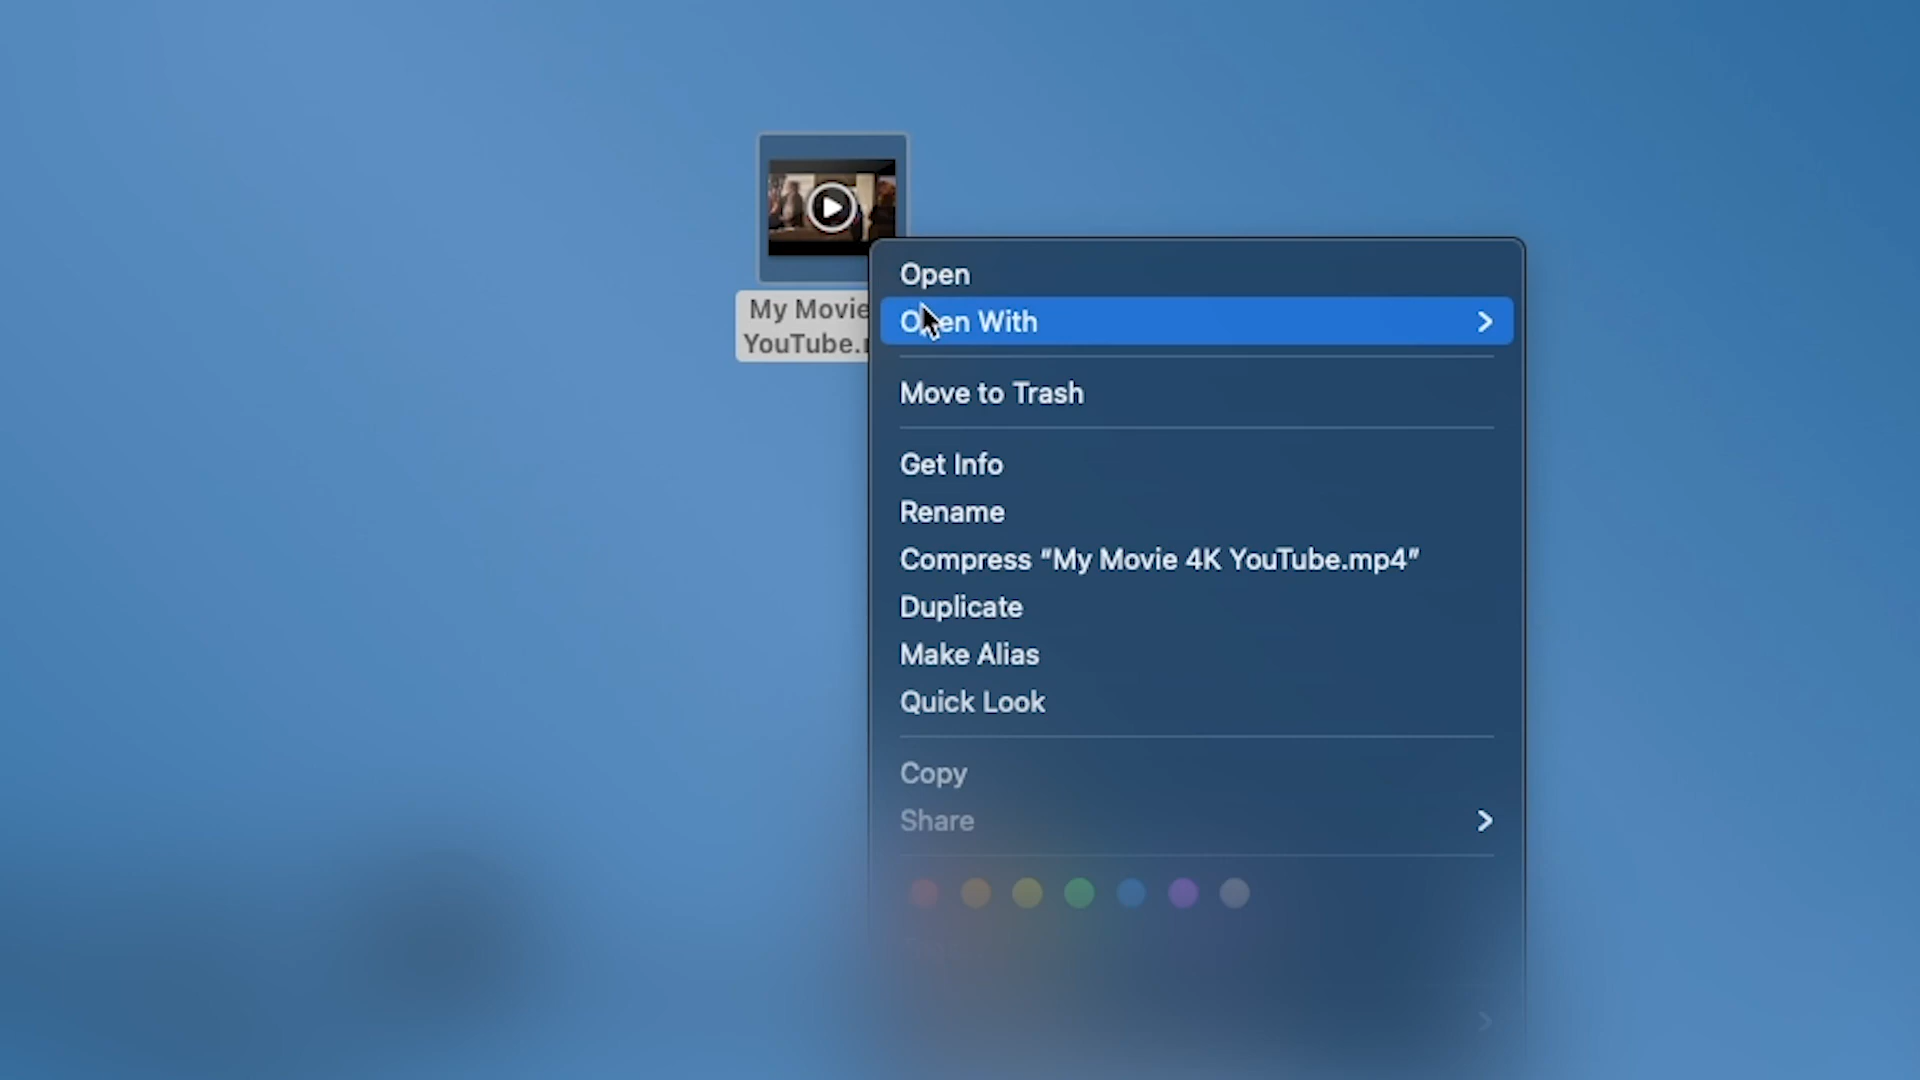 My Movie
YouTube.
Open
Open With
Move to Trash
Get Info
Rename
Compress “My Movie 4K YouTube.mp4”
Duplicate
Make Alias
Quick Look
Copy
Share